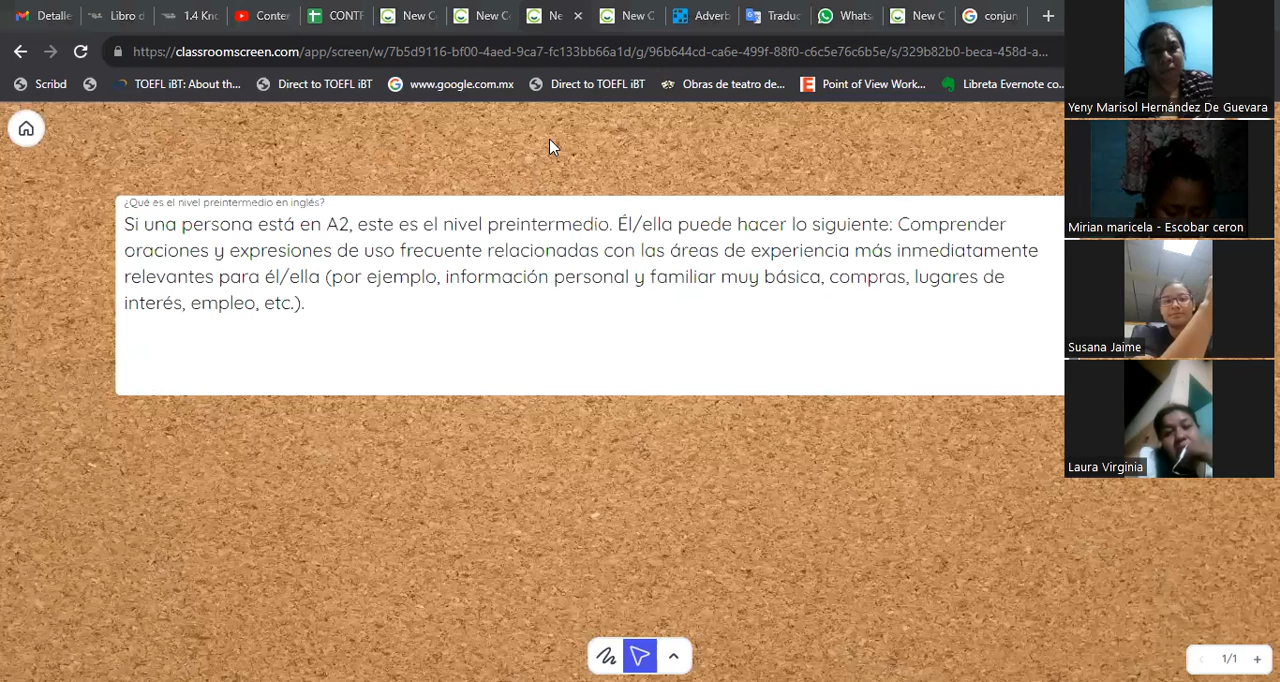 Detalle
Libro d
1.4 Kno
Conter
CONTF
New C
New Co
Ne
New C
Adverb
Traduc
Whats
New C
conjun
https://classroomscreen.com/app/screen/w/7b5d9116-bf00-4aed-9ca7-fc133bb66a1d/g/96b644cd-ca6e-499f-88f0-c6c5e76c6b5e/s/329b82b0-beca-458d-a...
Scribd
TOEFL iBT: About th...
Direct to TOEFL iBT
www.google.com.mx
Direct to TOEFL iBT
Obras de teatro de...
Point of View Work...
Libreta Evernote co...
¿Qué es el nivel preintermedio en inglés?
Si una persona está en A2, este es el nivel preintermedio. Él/ella puede hacer lo siguiente: Comprender
oraciones y expresiones de uso frecuente relacionadas con las áreas de experiencia más inmediatamente
relevantes para él/ella (por ejemplo, información personal y familiar muy básica, compras, lugares de
interés, empleo, etc.).
Yeny Marisol Hernández De Guevara
Mirian maricela - Escobar ceron
Susana Jaime
Laura Virginia
1/1